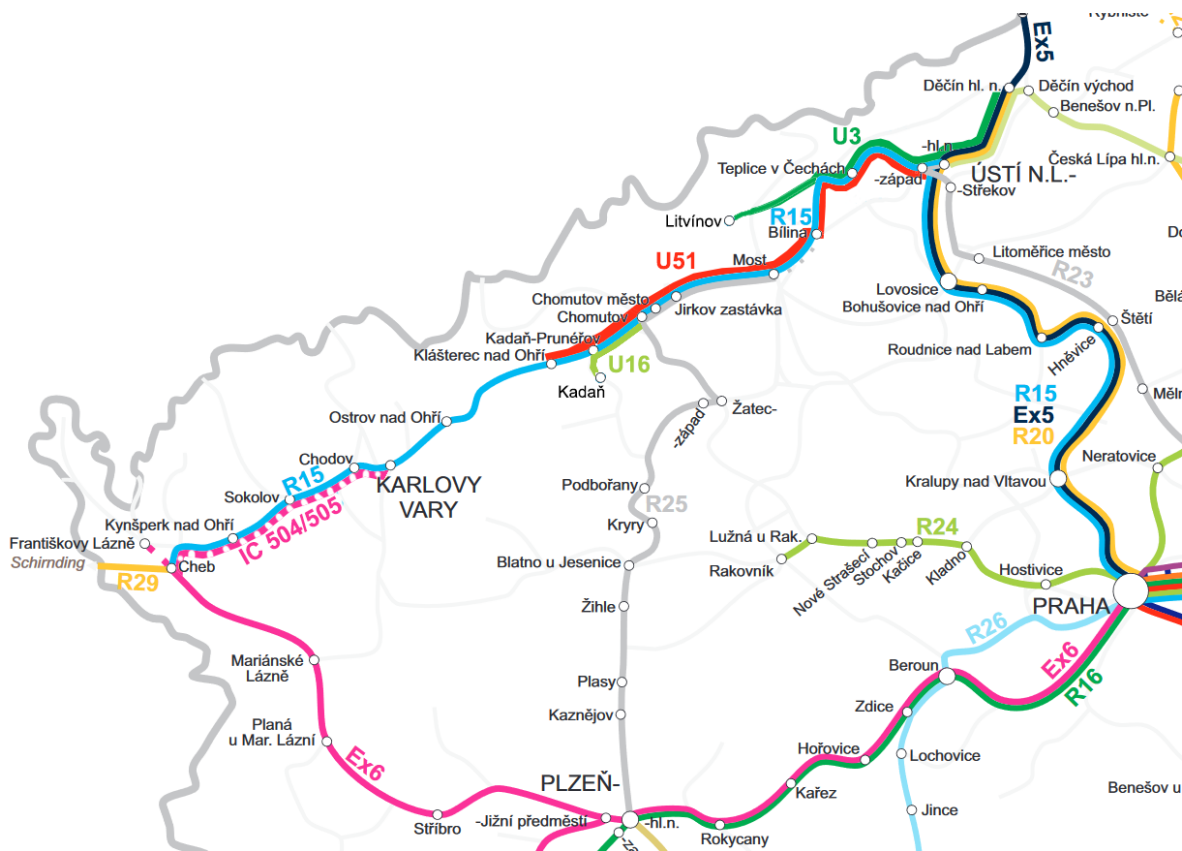 Rybniště
Ex5
Děčín hl. n.
Děčín východ
Benešov n.Pl.
U3
-hl.n.
Česká Lípa hl.n.
Teplice v Čechách
-západ
ÚSTÍ N.L.-
-Střekov
Litvínov
R15
Bílina
Do
Litoměřice město
U51
Most
R23
Lovosice
Bohušovice nad Ohří
Bělá
Chomutov město
Chomutov
Jirkov zastávka
Štětí
Kadaň-Prunéřov
Klášterec nad Ohří
U16
Roudnice nad Labem
Hněvice
Kadaň
R15
Ex5
R20
Měln
Žatec-
-západ
Ostrov nad Ohří
Chodov
R15
KARLOVY
VARY
Neratovice
Kralupy nad Vltavou
Podbořany
Sokolov
R25
IC 504/505
Kryry
Kynšperk nad Ohří
Františkovy Lázně
Schirnding
R29
Cheb
R24
Lužná u Rak.
Rakovník
Nové Strašecí
Stochov
Kačice
Kladno
Hostivice
Blatno u Jesenice
PRAHA
Žihle
R26
Mariánské
Lázně
Beroun
Ex6
R16
Plasy
Zdice
Kaznějov
Planá
u Mar. Lázní
Ex6
Hořovice
Lochovice
PLZEŇ-
Kařez
Benešov u
Jince
Stříbro
-Jižní předměstí
-hl.n.
Rokycany
-zá